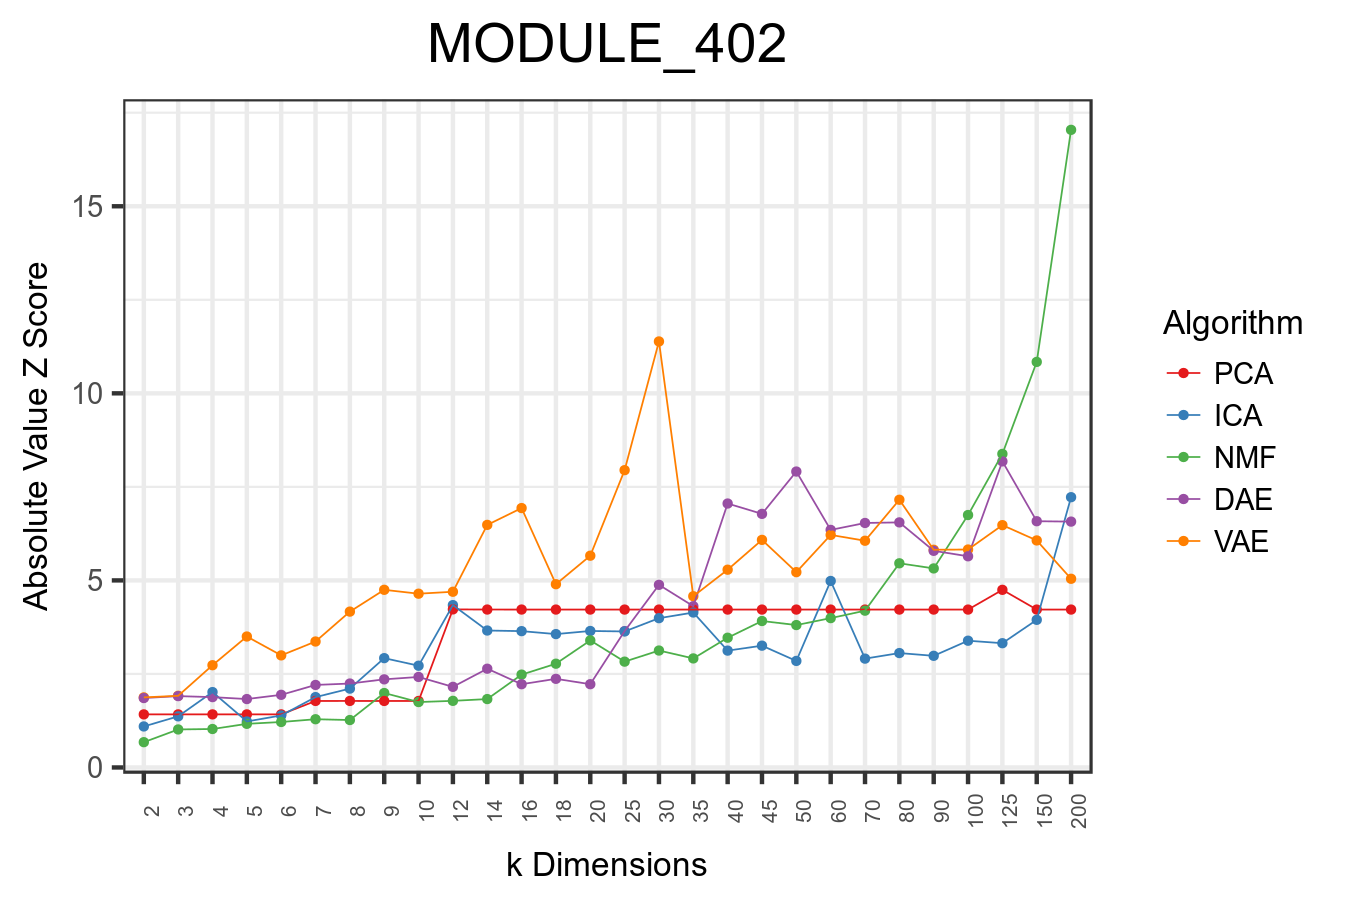 MODULE_402
Absolute Value Z Score
15
10
5
0
2 3 4 5 6 7 8 9 10 12 14 16 18 20 25 30 35 40 45 50 60 70 80 90 100 125 150 200
k Dimensions
Algorithm
PCA
ICA
NMF
DAE
VAE